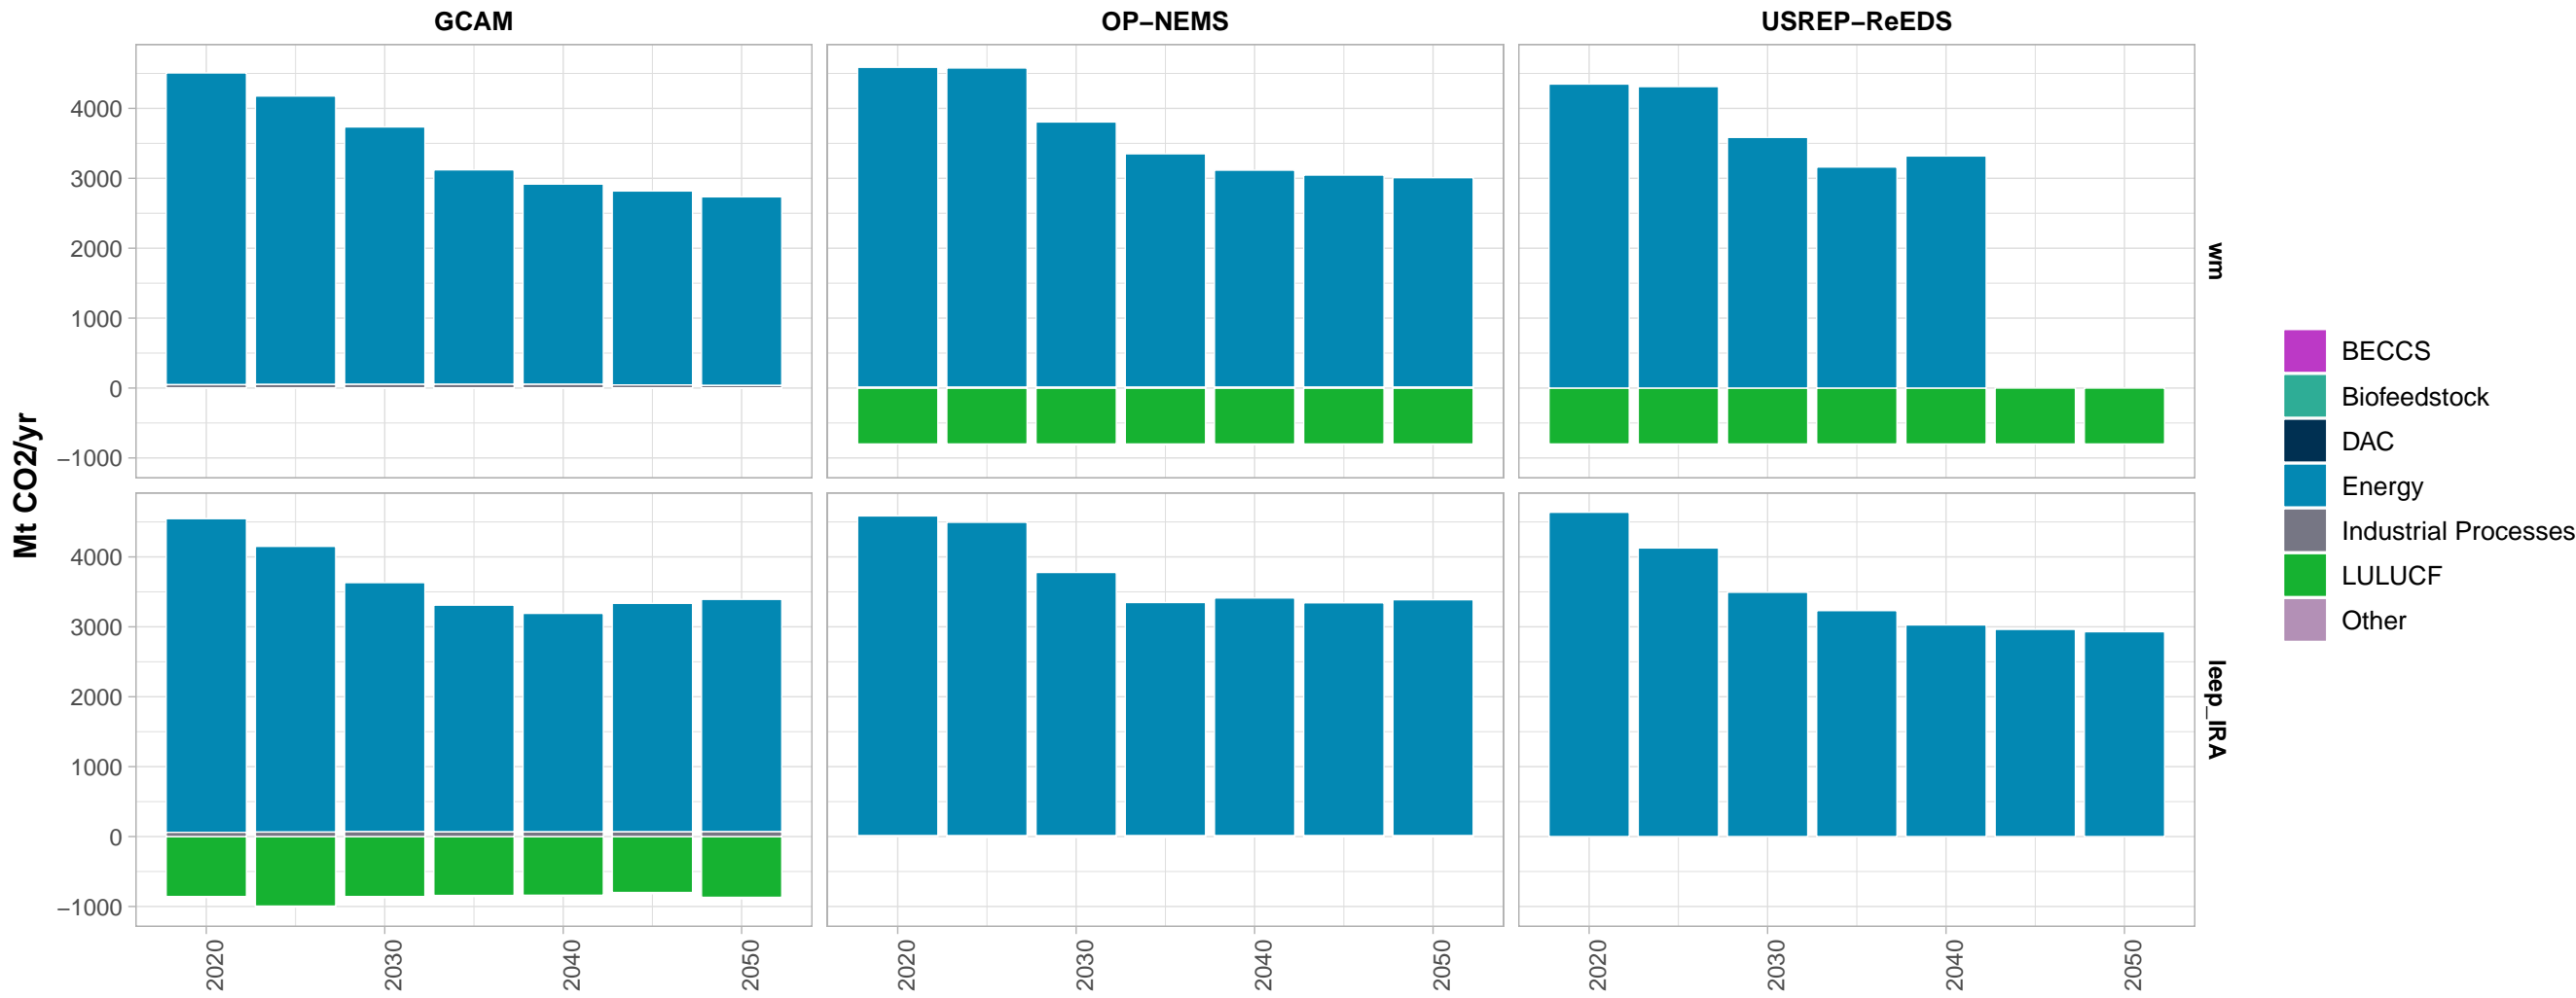 GCAM
OP−NEMS
USREP−ReEDS
Mt CO2/yr
4000
3000
2000
1000
0
−1000
wm
4000
3000
2000
1000
0
−1000
leep_IRA
2020
2030
2040
2050
2020
2030
2040
2050
2020
2030
2040
2050
BECCS
Biofeedstock
DAC
Energy
Industrial Processes
LULUCF
Other